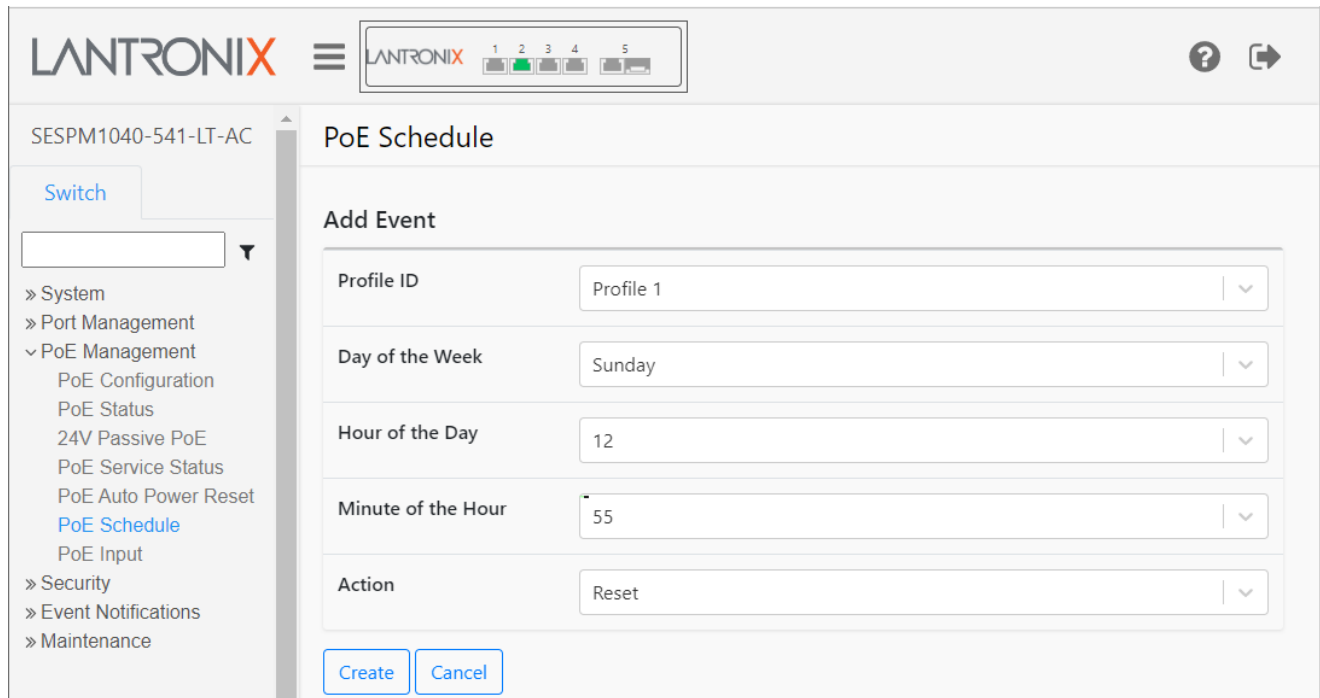 LANTRONIX
LANTRONIX
1 2 3 4 5
SESPM1040-541-LT-AC
Switch
» System
» Port Management
PoE Management
PoE Configuration
PoE Status
24V Passive PoE
PoE Service Status
PoE Auto Power Reset
PoE Schedule
PoE Input
» Security
» Event Notifications
» Maintenance
PoE Schedule
Add Event
Profile ID Profile 1
Day of the Week Sunday
Hour of the Day 12
Minute of the Hour 55
Action Reset
Create Cancel